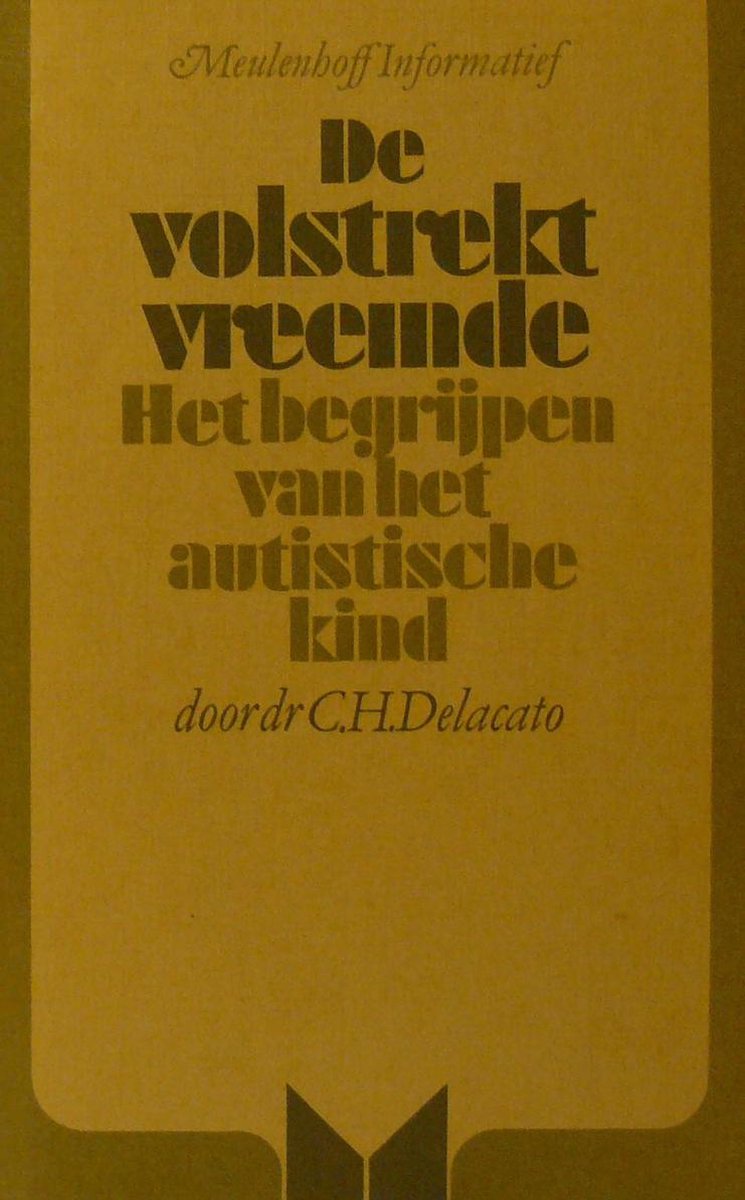 Meulenhoff Informatief
De
volstrekt
vreemde
Het begrijpen
van het
autistische
kind
door dr C.H. Delacato